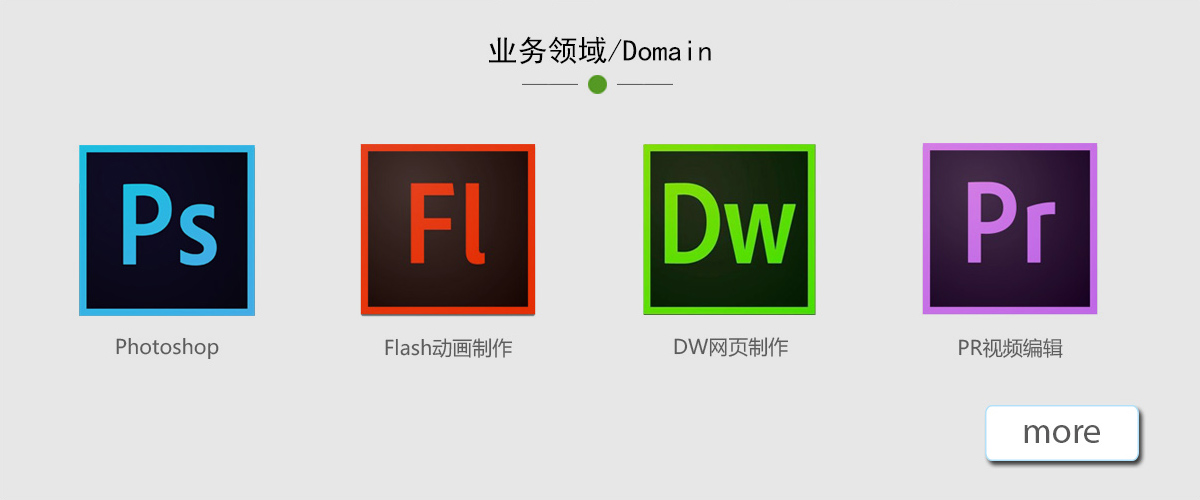 业务领域/Domain
Ps
Fl
Dw
Pr
Photoshop
Flash动画制作
DW网页制作
PR视频编辑
more